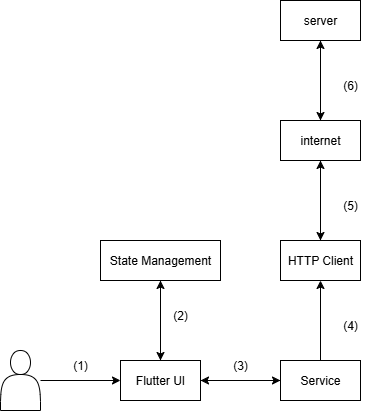 server
(6)
internet
(5)
State Management
HTTP Client
(2)
(4)
(1)
Flutter UI
(3)
Service